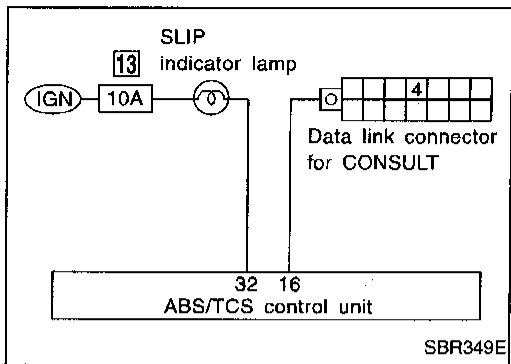 SLIP
13 indicator lamp
IGN 10A
4
Data link connector
for CONSULT
32 16
ABS/TCS control unit
SBR349E